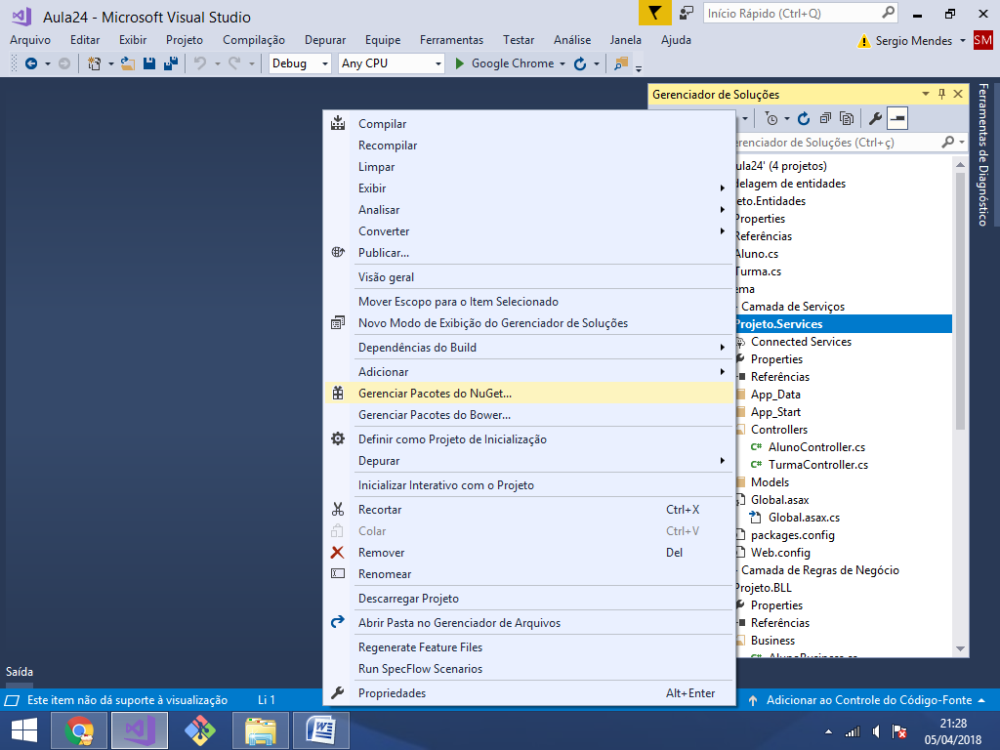 Aula24 - Microsoft Visual Studio
Início Rápido (Ctrl+Q)
Arquivo Editar Exibir Projeto Compilação Depurar Equipe Ferramentas Testar Análise Janela Ajuda
Sergio Mendes
SM
Debug
Any CPU
Google Chrome
Gerenciador de Soluções
Ferramentas de Diagnóstico
erenciador de Soluções (Ctrl+ç)
ula24' (4 projetos)
delagem de entidades
eto.Entidades
Properties
Referências
Aluno.cs
Turma.cs
ema
- Camada de Serviços
Projeto.Services
Connected Services
Properties
Referências
App_Data
App_Start
Controllers
C# AlunoController.cs
C# TurmaController.cs
Models
Global.asax
Global.asax.cs
packages.config
Web.config
- Camada de Regras de Negócio
Projeto.BLL
Properties
Referências
Business
C# AlunoBusiness.cs
Compilar
Recompilar
Limpar
Exibir
Analisar
Converter
Publicar...
Visão geral
Mover Escopo para o Item Selecionado
Novo Modo de Exibição do Gerenciador de Soluções
Dependências do Build
Adicionar
Gerenciar Pacotes do NuGet...
Gerenciar Pacotes do Bower...
Definir como Projeto de Inicialização
Depurar
Inicializar Interativo com o Projeto
Recortar Ctrl+X
Colar Ctrl+V
Remover Del
Renomear
Descarregar Projeto
Abrir Pasta no Gerenciador de Arquivos
Regenerate Feature Files
Run SpecFlow Scenarios
Propriedades Alt+Enter
Saída
Este item não dá suporte à visualização Li 1
Adicionar ao Controle do Código-Fonte
21:28
05/04/2018